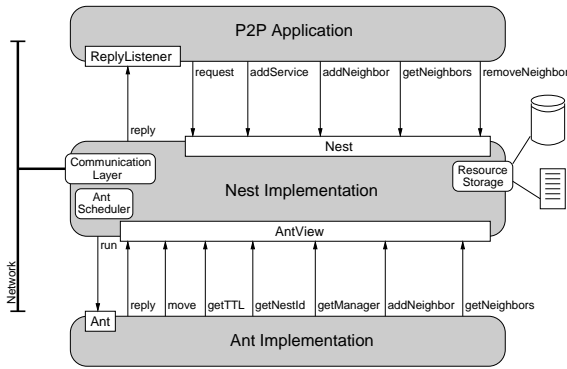 P2P Application
ReplyListener
request
addService
addNeighbor
getNeighbors
removeNeighbor
reply
Nest
Communication
Layer
Resource
Storage
Nest Implementation
Ant
Scheduler
AntView
run
reply
move
getTTL
getNestId
getManager
addNeighbor
getNeighbors
Network
Ant
Ant Implementation